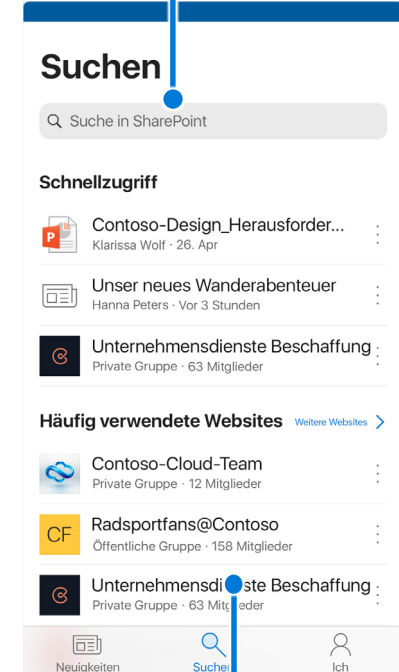 Suchen
Suche in SharePoint
Schnellzugriff
P
Contoso-Design_Herausforder...
Klarissa Wolf · 26. Apr
Unser neues Wanderabenteuer
Hanna Peters · Vor 3 Stunden
Unternehmensdienste Beschaffung
Private Gruppe · 63 Mitglieder
Häufig verwendete Websites Weitere Websites
Contoso-Cloud-Team
Private Gruppe · 12 Mitglieder
CF
Radsportfans@Contoso
Öffentliche Gruppe · 158 Mitglieder
Unternehmensdienste Beschaffung
Private Gruppe · 63 Mitglieder
Neuigkeiten Suchen Ich